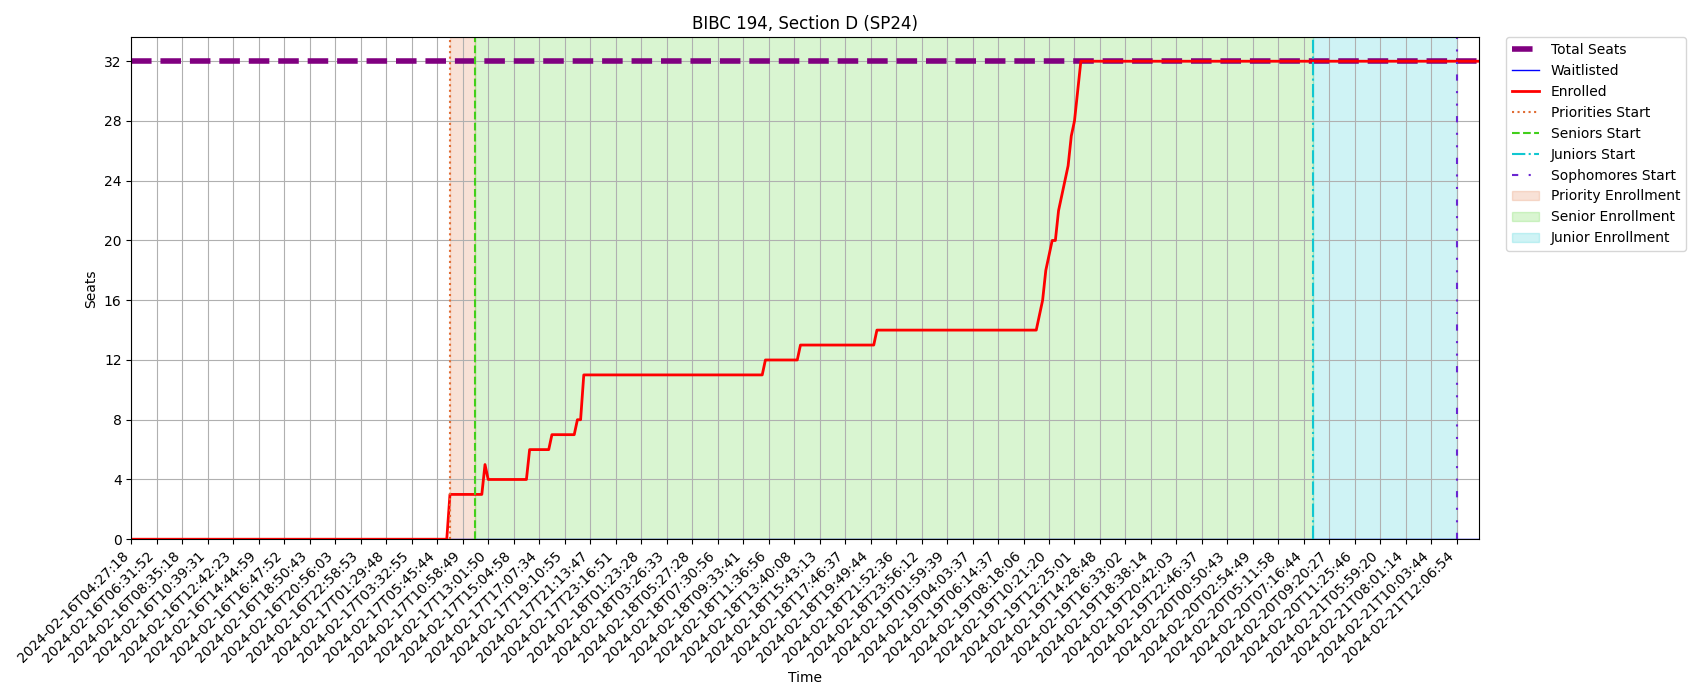 BIBC 194, Section D (SP24)
Total Seats
Waitlisted
Enrolled
Priorities Start
Seniors Start
Juniors Start
Sophomores Start
Priority Enrollment
Senior Enrollment
Junior Enrollment
Seats
32
28
24
20
16
12
8
4
0
2024-02-16T04:27:18
2024-02-16T06:31:52
2024-02-16T08:35:18
2024-02-16T10:39:31
2024-02-16T12:42:23
2024-02-16T14:44:59
2024-02-16T16:47:52
2024-02-16T18:50:43
2024-02-16T20:56:03
2024-02-16T22:58:53
2024-02-17T01:29:48
2024-02-17T03:32:55
2024-02-17T05:45:44
2024-02-17T10:58:49
2024-02-17T13:01:50
2024-02-17T15:04:58
2024-02-17T17:07:34
2024-02-17T19:10:55
2024-02-17T21:13:47
2024-02-17T23:16:51
2024-02-18T01:23:28
2024-02-18T03:26:33
2024-02-18T05:27:28
2024-02-18T07:30:56
2024-02-18T09:33:41
2024-02-18T11:36:56
2024-02-18T13:40:08
2024-02-18T15:43:13
2024-02-18T17:46:37
2024-02-18T19:49:44
2024-02-18T21:52:36
2024-02-18T23:56:12
2024-02-19T01:59:39
2024-02-19T04:03:37
2024-02-19T06:14:37
2024-02-19T08:18:06
2024-02-19T10:21:20
2024-02-19T12:25:01
2024-02-19T14:28:48
2024-02-19T16:33:02
2024-02-19T18:38:14
2024-02-19T20:42:03
2024-02-19T22:46:37
2024-02-20T00:50:43
2024-02-20T02:54:49
2024-02-20T05:11:58
2024-02-20T07:16:44
2024-02-20T09:20:27
2024-02-20T11:25:46
2024-02-21T05:59:20
2024-02-21T08:01:14
2024-02-21T10:03:44
2024-02-21T12:06:54
Time